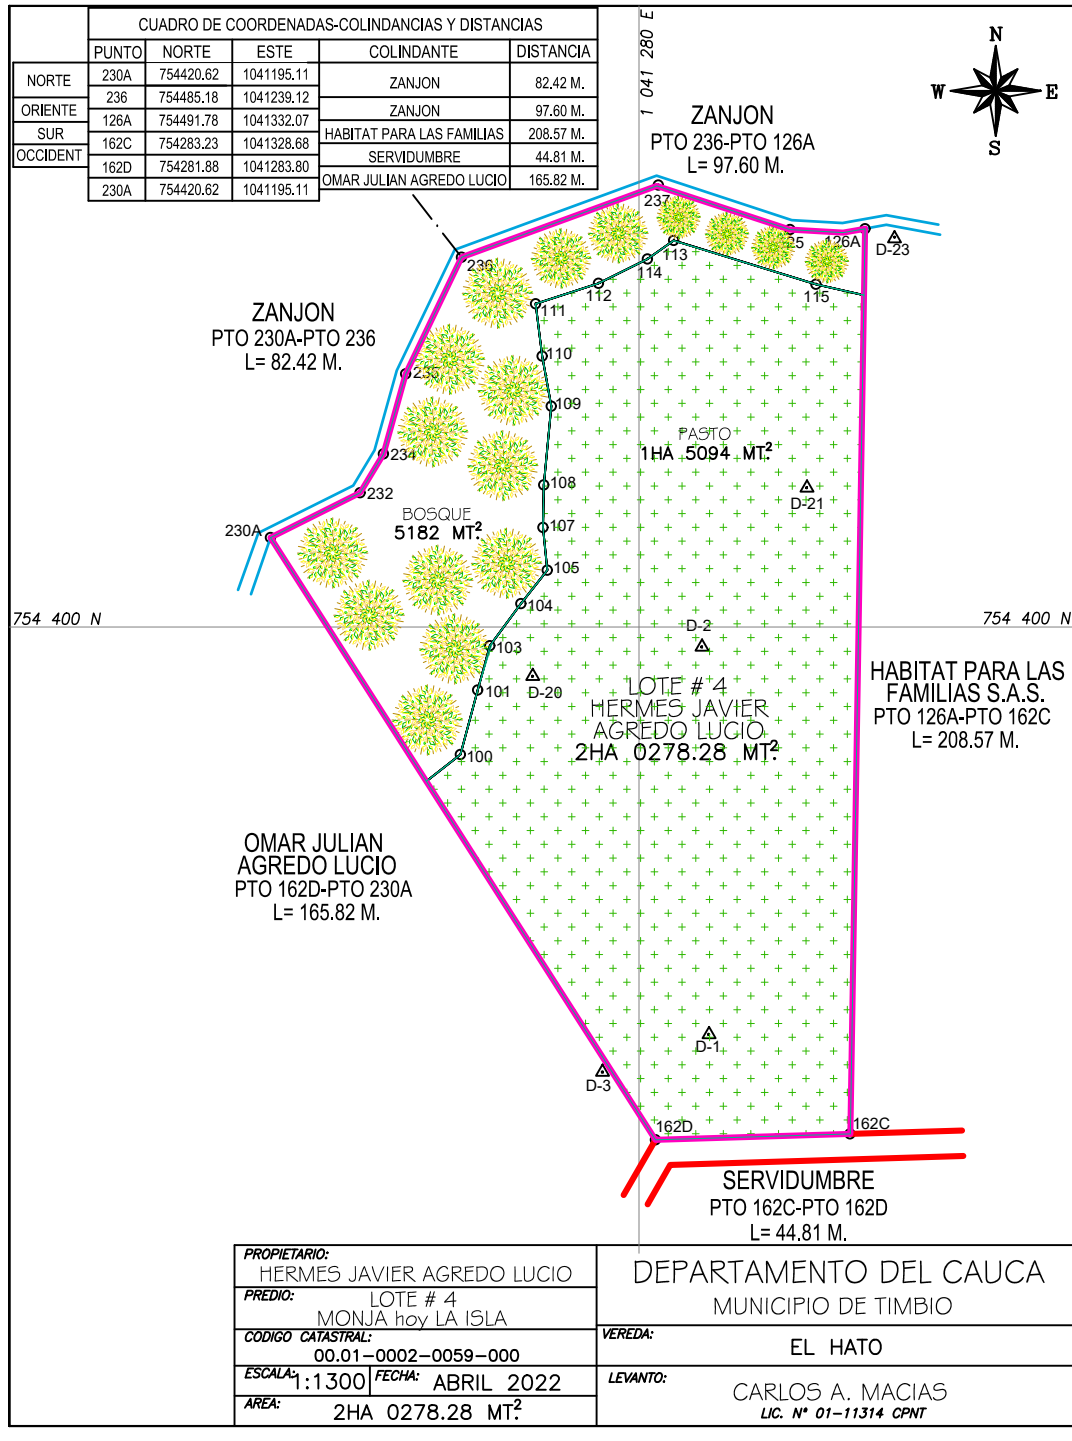 CUADRO DE COORDENADAS-COLINDANCIAS Y DISTANCIAS
PUNTO NORTE ESTE COLINDANTE DISTANCIA
NORTE 230A 754420.62 1041195.11 ZANJON 82.42 M.
236 754485.18 1041239.12
ORIENTE ZANJON 97.60 M.
126A 754491.78 1041332.07
SUR HABITAT PARA LAS FAMILIAS 208.57 M.
162C 754283.23 1041328.68
OCCIDENT SERVIDUMBRE 44.81 M.
162D 754281.88 1041283.80
OMAR JULIAN AGREDO LUCIO 165.82 M.
230A 754420.62 1041195.11
1 041 280 E
N
W E
S
ZANJON
PTO 236-PTO 126A
L= 97.60 M.
237
25
126A
D-23
236
113
114
112
115
111
ZANJON
PTO 230A-PTO 236
L= 82.42 M.
110
235
109
PASTO
1HA 5094 MT²
234
108
D-21
232
BOSQUE
5182 MT²
230A
107
105
104
754 400 N
754 400 N
D-2
103
HABITAT PARA LAS
FAMILIAS S.A.S.
PTO 126A-PTO 162C
L= 208.57 M.
101
D-20
LOTE # 4
HERMES JAVIER
AGREDO LUCIO
2HA 0278.28 MT²
100
OMAR JULIAN
AGREDO LUCIO
PTO 162D-PTO 230A
L= 165.82 M.
D-1
D-3
162D
162C
SERVIDUMBRE
PTO 162C-PTO 162D
L= 44.81 M.
PROPIETARIO:
HERMES JAVIER AGREDO LUCIO
PREDIO:
LOTE # 4
MONJA hoy LA ISLA
CODIGO CATASTRAL:
00.01-0002-0059-000
ESCALA: 1:1300 FECHA: ABRIL 2022
AREA: 2HA 0278.28 MT²
DEPARTAMENTO DEL CAUCA
MUNICIPIO DE TIMBIO
VEREDA:
EL HATO
LEVANTO:
CARLOS A. MACIAS
LIC. Nº 01-11314 CPNT